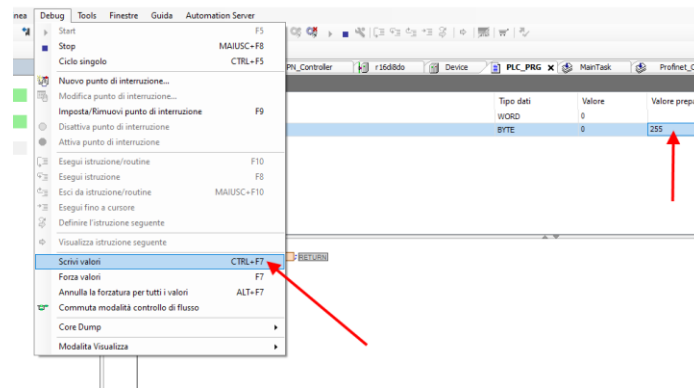 nea Debug Tools Finestre Guida Automation Server
Start F5
Stop MAIUSC+F8
Ciclo singolo CTRL+F5
PN_Controller r16di8do Device PLC_PRG MainTask Profinet_C
Nuovo punto di interruzione...
Modifica punto di interruzione...
Tipo dati Valore Valore prepa
Imposta/Rimuovi punto di interruzione F9
WORD 0
Disattiva punto di interruzione
BYTE 0 255
Attiva punto di interruzione
Esegui istruzione/routine F10
Esegui istruzione F8
Esci da istruzione/routine MAIUSC+F10
Esegui fino a cursore
Definire l'istruzione seguente
Visualizza istruzione seguente
Scrivi valori CTRL+F7
RETURN
Forza valori F7
Annulla la forzatura per tutti i valori ALT+F7
Commuta modalità controllo di flusso
Core Dump
Modalita Visualizza